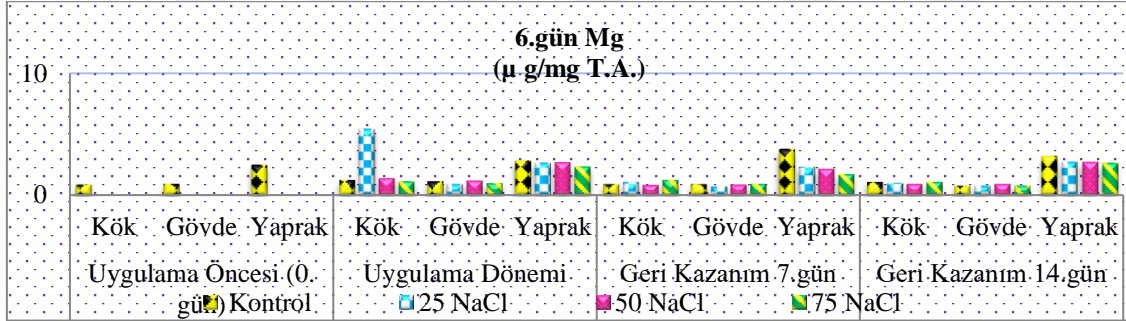 6.gün Mg
(µ g/mg T.A.)
10
0
Kök Gövde Yaprak Kök Gövde Yaprak Kök Gövde Yaprak Kök Gövde Yaprak
Uygulama Öncesi (0. gün) Uygulama Dönemi Geri Kazanım 7.gün Geri Kazanım 14.gün
Kontrol 25 NaCl 50 NaCl 75 NaCl